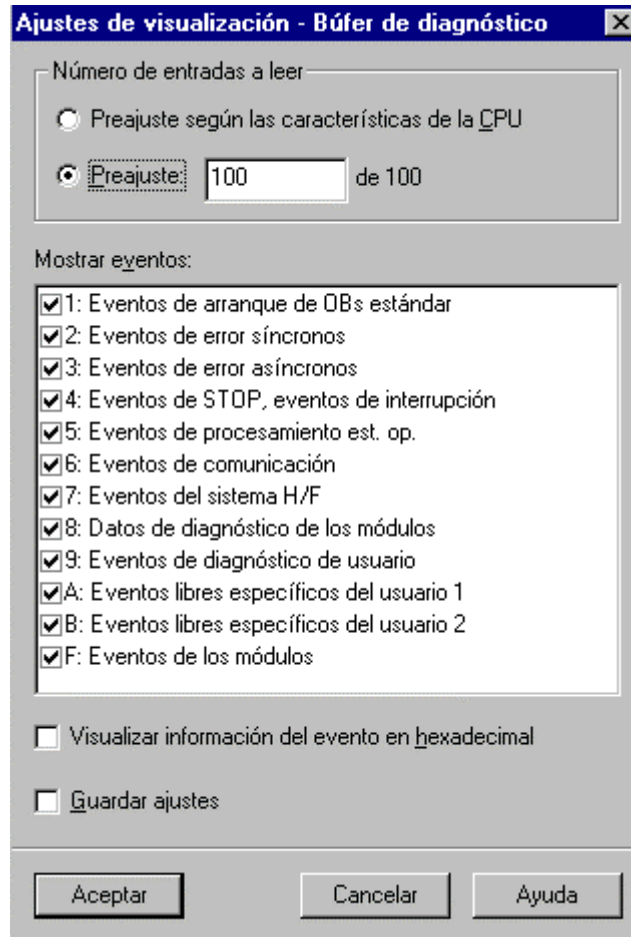 Ajustes de visualización - Búfer de diagnóstico
Número de entradas a leer
Preajuste según las características de la CPU
Preajuste: 100 de 100
Mostrar eventos:
1: Eventos de arranque de OBs estándar
2: Eventos de error síncronos
3: Eventos de error asíncronos
4: Eventos de STOP, eventos de interrupción
5: Eventos de procesamiento est. op.
6: Eventos de comunicación
7: Eventos del sistema H/F
8: Datos de diagnóstico de los módulos
9: Eventos de diagnóstico de usuario
A: Eventos libres específicos del usuario 1
B: Eventos libres específicos del usuario 2
F: Eventos de los módulos
Visualizar información del evento en hexadecimal
Guardar ajustes
Aceptar Cancelar Ayuda